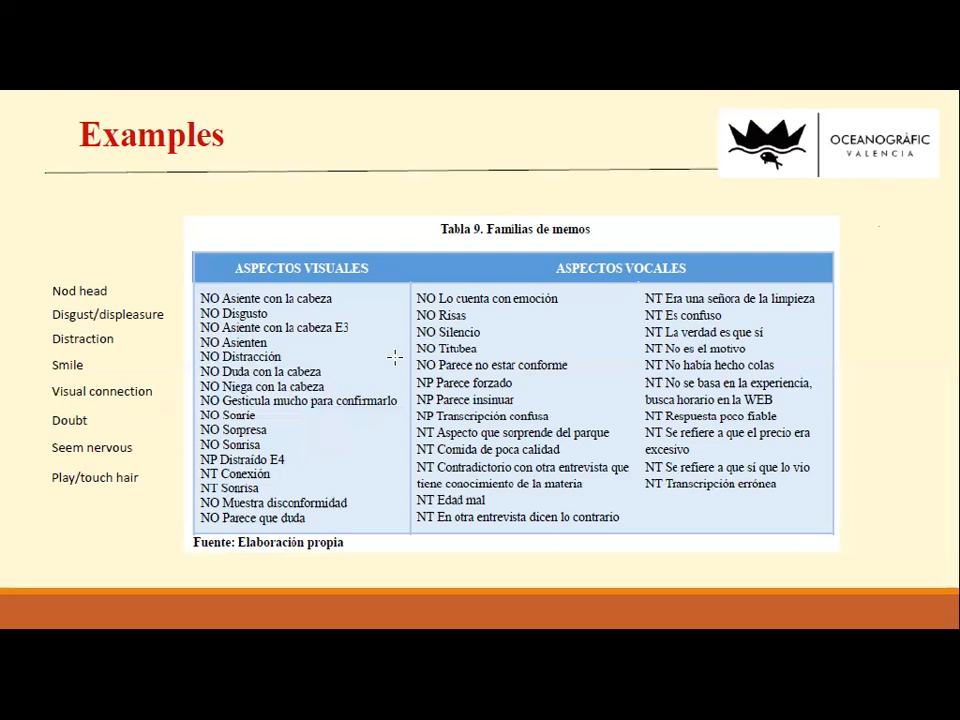 Examples
OCEANOGRÀFIC
VALENCIA
Nod head
Disgust/displeasure
Distraction
Smile
Visual connection
Doubt
Seem nervous
Play/touch hair
Tabla 9. Familias de memos
ASPECTOS VISUALES
NO Asiente con la cabeza
NO Disgusto
NO Asiente con la cabeza E3
NO Asienten
NO Distracción
NO Duda con la cabeza
NO Niega con la cabeza
NO Gesticula mucho para confirmarlo
NO Sonríe
NO Sorpresa
NO Sonrisa
NP Distraído E4
NT Conexión
NT Sonrisa
NO Muestra disconformidad
NO Parece que duda
ASPECTOS VOCALES
NO Lo cuenta con emoción
NO Risas
NO Silencio
NO Titubea
NO Parece no estar conforme
NP Parece forzado
NP Parece insinuar
NP Transcripción confusa
NT Aspecto que sorprende del parque
NT Comida de poca calidad
NT Contradictorio con otra entrevista que
tiene conocimiento de la materia
NT Edad mal
NT En otra entrevista dicen lo contrario
NT Era una señora de la limpieza
NT Es confuso
NT La verdad es que sí
NT No es el motivo
NT No había hecho colas
NT No se basa en la experiencia,
busca horario en la WEB
NT Respuesta poco fiable
NT Se refiere a que el precio era
excesivo
NT Se refiere a que sí que lo vio
NT Transcripción errónea
Fuente: Elaboración propia